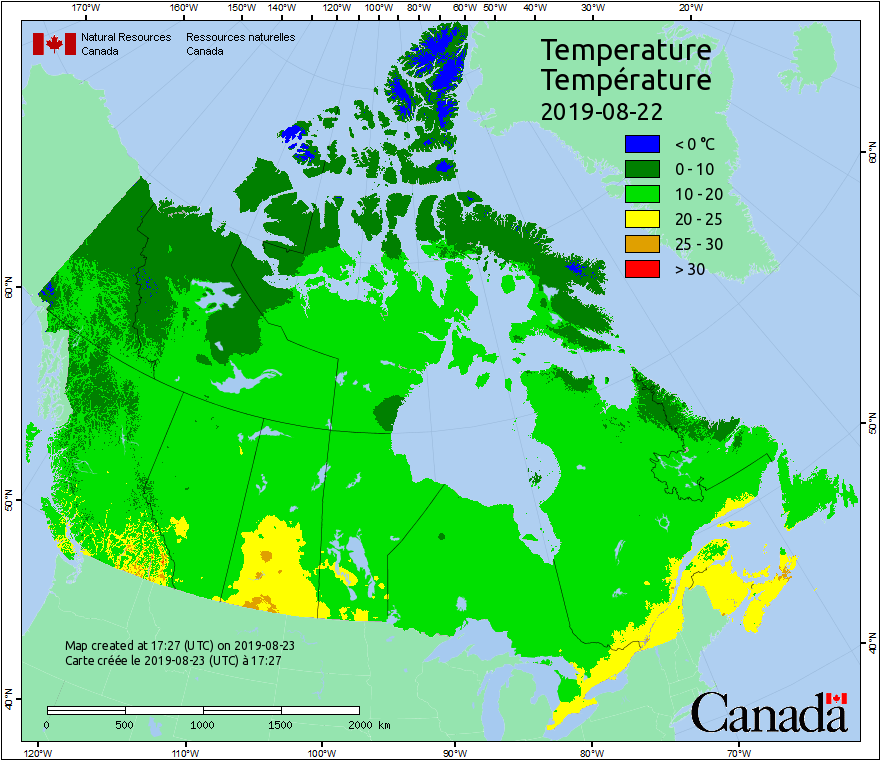 170°W 160°W 150°W 140°W 130°W 120°W 110°W 100°W 90°W 80°W 70°W 60°W 50°W 40°W 30°W 20°W
Natural Resources Ressources naturelles
Canada Canada
Temperature
Température
2019-08-22
< 0 °C
0 - 10
10 - 20
20 - 25
25 - 30
> 30
60°N
60°N
50°N
50°N
40°N
40°N
Map created at 17:27 (UTC) on 2019-08-23
Carte créée le 2019-08-23 (UTC) à 17:27
0 500 1000 1500 2000 km
Canada
120°W 110°W 100°W 90°W 80°W 70°W